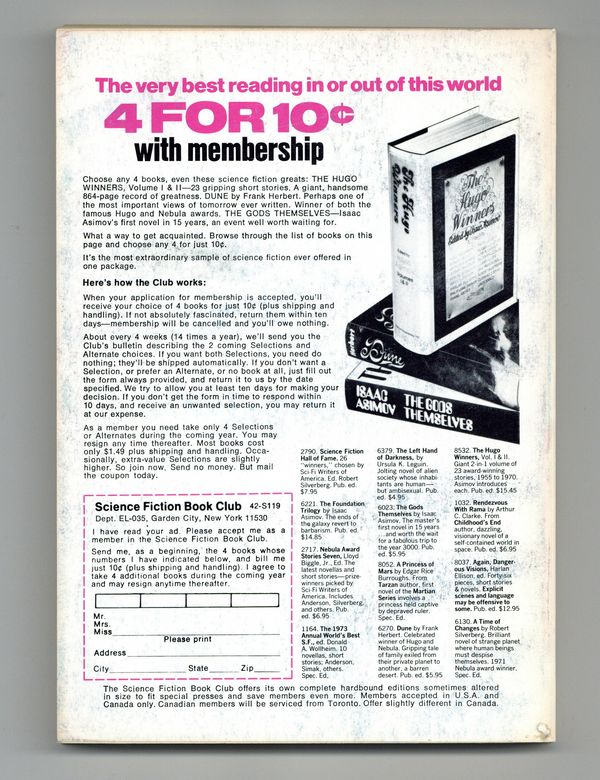 The very best reading in or out of this world
4 FOR 10¢
with membership
Choose any 4 books, even these science fiction greats: THE HUGO
WINNERS, Volume I & II—23 gripping short stories. A giant, handsome
864-page record of greatness. DUNE by Frank Herbert. Perhaps one of
the most important views of tomorrow ever written. Winner of both the
famous Hugo and Nebula awards. THE GODS THEMSELVES—Isaac
Asimov's first novel in 15 years, an event well worth waiting for.
What a way to get acquainted. Browse through the list of books on this
page and choose any 4 for just 10¢.
It's the most extraordinary sample of science fiction ever offered in
one package.
Here's how the Club works:
When your application for membership is accepted, you'll
receive your choice of 4 books for just 10¢ (plus shipping and
handling). If not absolutely fascinated, return them within ten
days—membership will be cancelled and you'll owe nothing.
About every 4 weeks (14 times a year), we'll send you the
Club's bulletin describing the 2 coming Selections and
Alternate choices. If you want both Selections, you need do
nothing; they'll be shipped automatically. If you don't want a
Selection, or prefer an Alternate, or no book at all, just fill out
the form always provided, and return it to us by the date
specified. We try to allow you at least ten days for making your
decision. If you don't get the form in time to respond within
10 days, and receive an unwanted selection, you may return it
at our expense.
As a member you need take only 4 Selections
or Alternates during the coming year. You may
resign any time thereafter. Most books cost
only $1.49 plus shipping and handling. Occa-
sionally, extra-value Selections are slightly
higher. So join now. Send no money. But mail
the coupon today.
The Hugo
Winners
Volumes
I & II
The
Hugo
Winners
Edited by Isaac Asimov
Dune
Herbert
ISAAC
ASIMOV
THE GODS
THEMSELVES
Science Fiction Book Club 42-S119
Dept. EL-035, Garden City, New York 11530
I have read your ad. Please accept me as a
member in the Science Fiction Book Club.
Send me, as a beginning, the 4 books whose
numbers I have indicated below, and bill me
just 10¢ (plus shipping and handling). I agree to
take 4 additional books during the coming year
and may resign anytime thereafter.
Mr.
Mrs.
Miss
Please print
Address
City State Zip
2790. Science Fiction
Hall of Fame. 26
"winners," chosen by
Sci-Fi Writers of
America. Ed. Robert
Silverberg. Pub. ed.
$7.95
6221. The Foundation
Trilogy by Isaac
Asimov. The ends of
the galaxy revert to
barbarism. Pub. ed.
$14.85
2717. Nebula Award
Stories Seven, Lloyd
Biggle, Jr., Ed. The
latest novellas and
short stories—prize-
winners picked by
Sci-Fi Writers of
America. Includes
Anderson, Silverberg,
and others. Pub.
ed. $6.95
1164. The 1973
Annual World's Best
S.F., ed. Donald
A. Wollheim. 10
novellas, short
stories; Anderson,
Simak, others.
Spec. Ed.
6379. The Left Hand
of Darkness, by
Ursula K. Leguin.
Jolting novel of alien
society whose inhabi
tants are human—
but ambisexual. Pub.
ed. $4.95
6023. The Gods
Themselves by Isaac
Asimov. The master's
first novel in 15 years
...and worth the wait
for a fabulous trip to
the year 3000. Pub.
ed. $5.95
8052. A Princess of
Mars by Edgar Rice
Burroughs. From
Tarzan author, first
novel of the Martian
Series involves a
princess held captive
by depraved ruler.
Spec. Ed.
6270. Dune by Frank
Herbert. Celebrated
winner of Hugo and
Nebula. Gripping tale
of family exiled from
their private planet to
another, a barren
desert. Pub. ed. $5.95
8532. The Hugo
Winners, Vol. I & II.
Giant 2-in-1 volume of
23 award-winning
stories, 1955 to 1970.
Asimov introduces
each. Pub. ed. $15.45
1032. Rendezvous
With Rama by Arthur
C. Clarke. From
Childhood's End
author, dazzling,
visionary novel of a
self-contained world in
space. Pub. ed. $6.95
8037. Again, Danger-
ous Visions, Harlan
Ellison, ed. Fortysix
pieces, short stories
& novels. Explicit
scenes and language
may be offensive to
some. Pub. ed. $12.95
6130. A Time of
Changes by Robert
Silverberg. Brilliant
novel of strange planet
where human beings
must despise
themselves. 1971
Nebula award winner.
Spec. Ed.
The Science Fiction Book Club offers its own complete hardbound editions sometimes altered
in size to fit special presses and save members even more. Members accepted in U.S.A. and
Canada only. Canadian members will be serviced from Toronto. Offer slightly different in Canada.